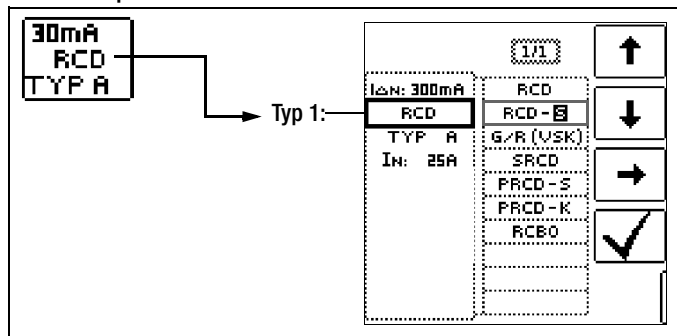 30mA
RCD
TYP A
Typ 1:
1/1
I∆N: 300mA
RCD
TYP A
IN: 25A
RCD
RCD - S
G/R (VSK)
SRCD
PRCD - S
PRCD - K
RCBO